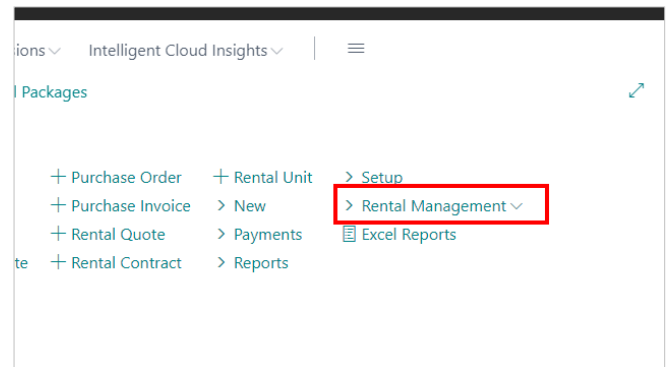 ions Intelligent Cloud Insights
l Packages
+ Purchase Order + Rental Unit > Setup
+ Purchase Invoice > New > Rental Management
+ Rental Quote > Payments Excel Reports
te + Rental Contract > Reports